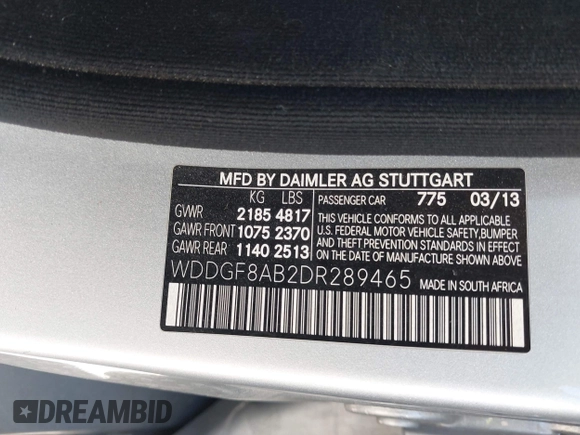 MFD BY DAIMLER AG STUTTGART
KG LBS
GVWR 2185 4817
GAWR FRONT 1075 2370
GAWR REAR 1140 2513
PASSENGER CAR 775 03/13
THIS VEHICLE CONFORMS TO ALL APPLICABLE
U.S. FEDERAL MOTOR VEHICLE SAFETY,BUMPER
AND THEFT PREVENTION STANDARDS IN EFFECT
ON THE DATE OF MANUFACTURE SHOWN ABOVE.
WDDGF8AB2DR289465
MADE IN SOUTH AFRICA
DREAMBID